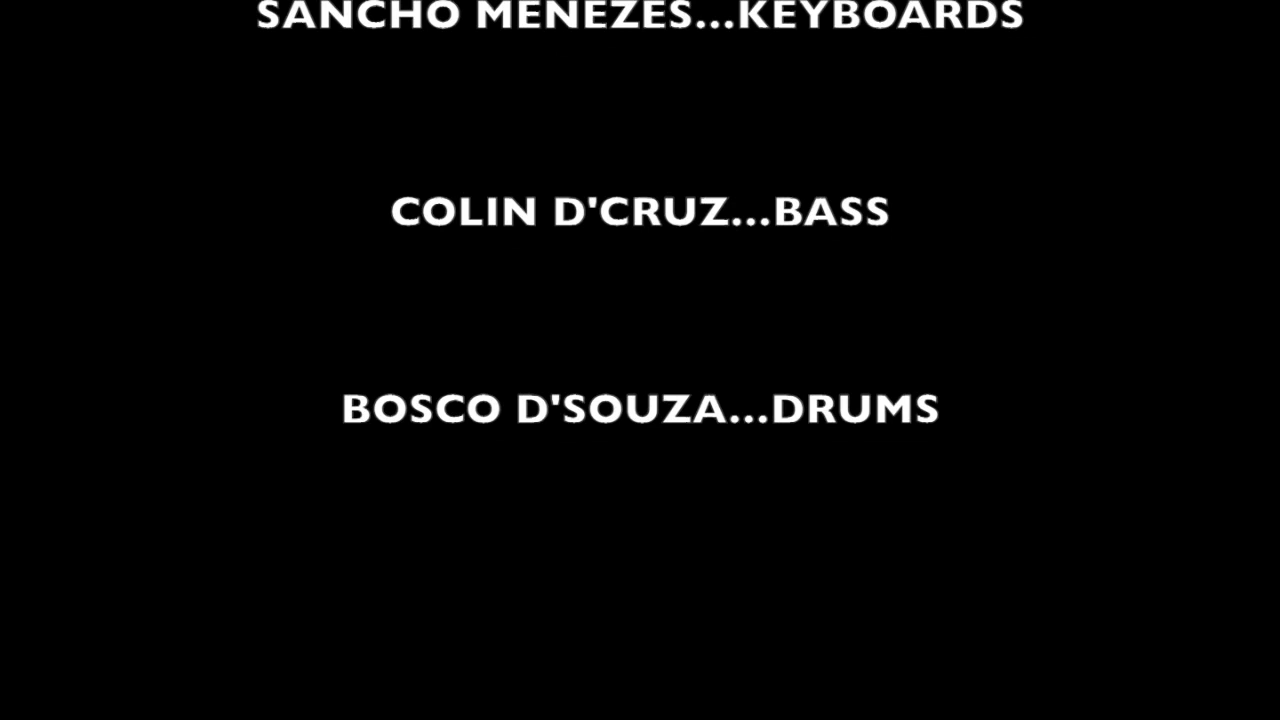 SANCHO MENEZES...KEYBOARDS
COLIN D'CRUZ...BASS
BOSCO D'SOUZA...DRUMS